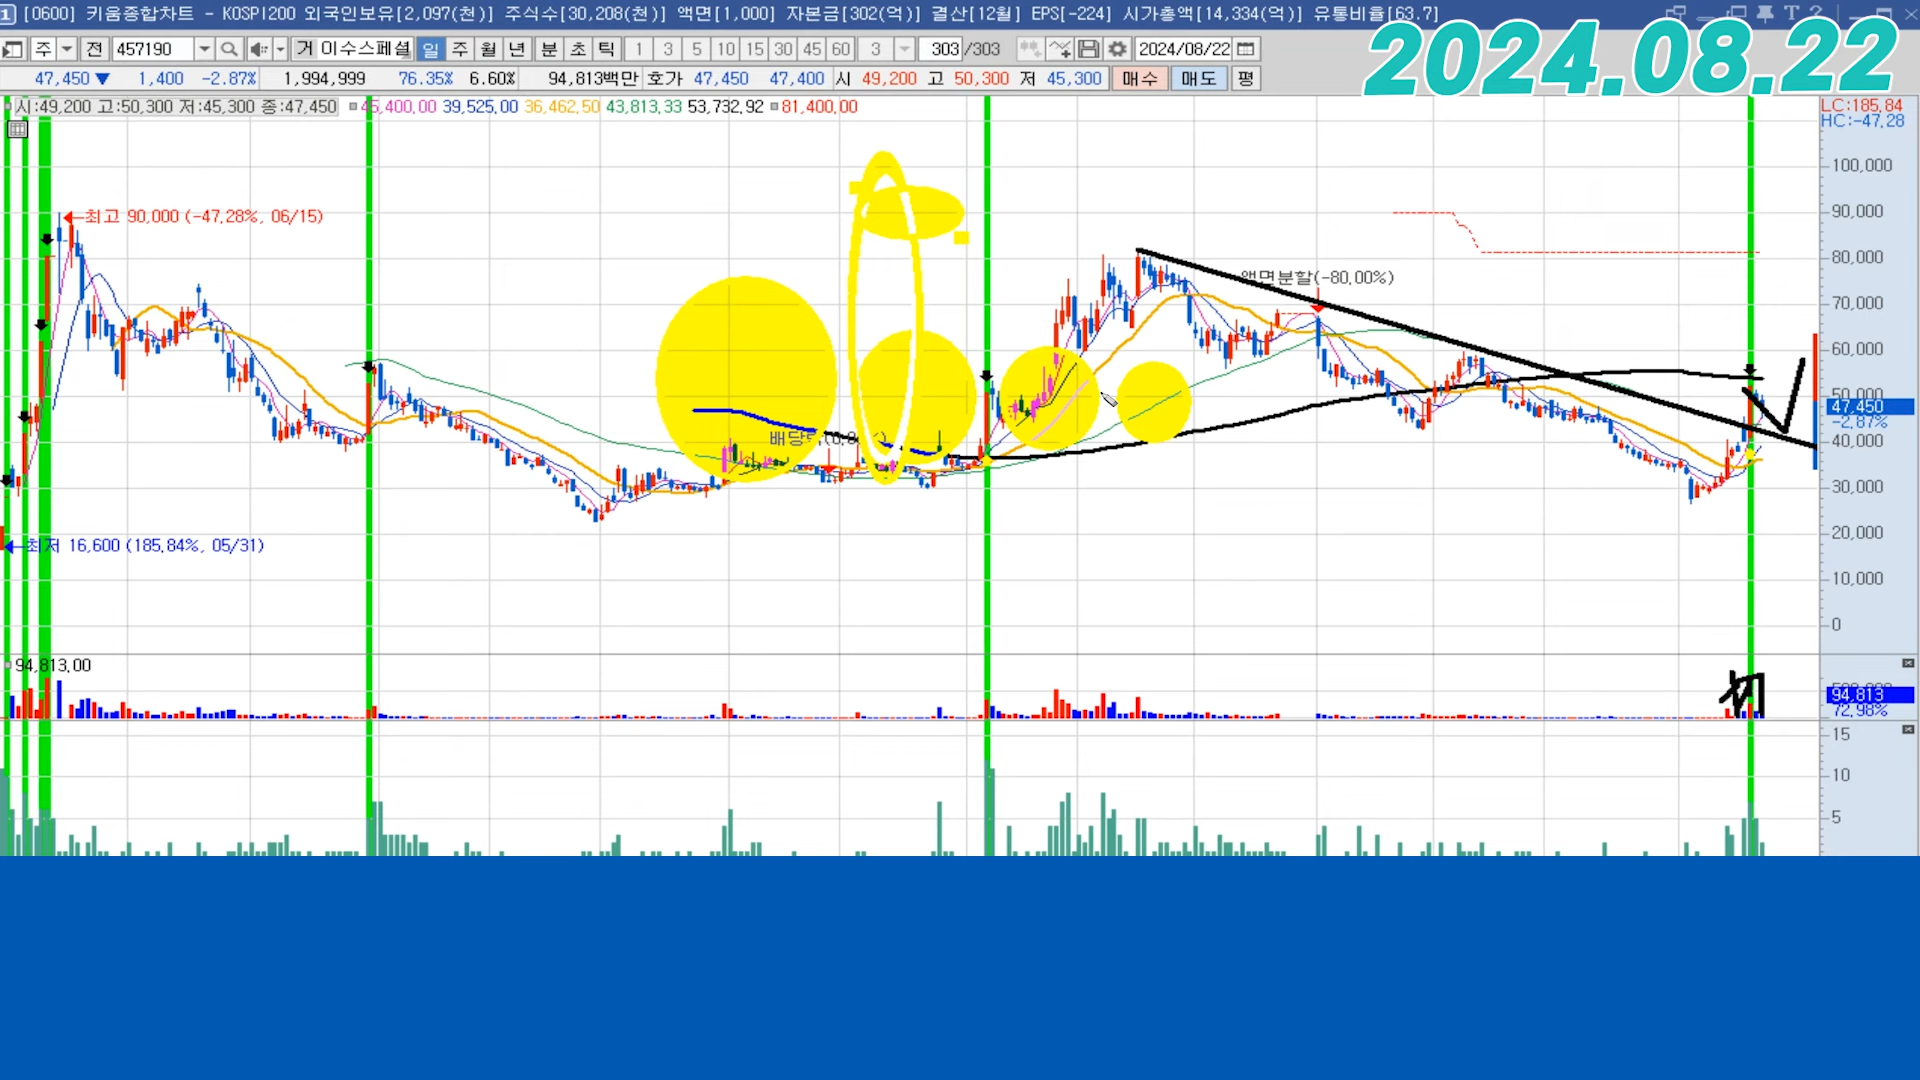 1 [0600] 키움종합차트 - KOSPI200 외국인보유[2,097(천)] 주식수[30,208(천)] 액면[1,000] 자본금[302(억)] 결산[12월] EPS[-224] 시가총액[14,334(억)] 유통비율[63.7]
2024.08.22
주 전 457190 거 이수스페셜 일 주 월 년 분 초 틱 1 3 5 10 15 30 45 60 3 303 /303 2024/08/22
47,450 ▼ 1,400 -2.87% 1,994,999 76.35% 6.60% 94,813백만 호가 47,450 47,400 시 49,200 고 50,300 저 45,300 매수 매도 평
시:49,200 고:50,300 저:45,300 종:47,450 45,400.00 39,525.00 36,462.50 43,813.33 53,732.92 81,400.00
LC:185.84
HC:-47.28
100,000
90,000
80,000
70,000
60,000
50,000
47,450
-2.87%
40,000
30,000
20,000
10,000
0
최고 90,000 (-47.28%, 06/15)
액면분할(-80.00%)
최저 16,600 (185.84%, 05/31)
94,813.00
94,813
72.98%
15
10
5